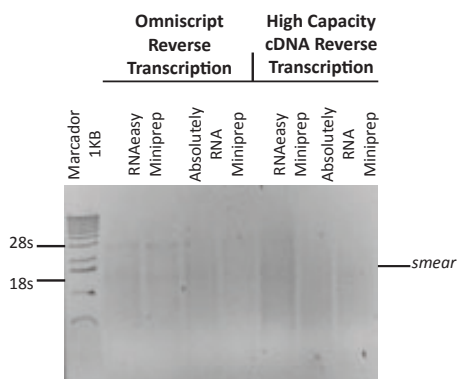 Omniscript
Reverse
Transcription
High Capacity
cDNA Reverse
Transcription
Marcador
1KB
RNAeasy
Miniprep
Absolutely
RNA
Miniprep
RNAeasy
Miniprep
Absolutely
RNA
Miniprep
28s
18s
smear